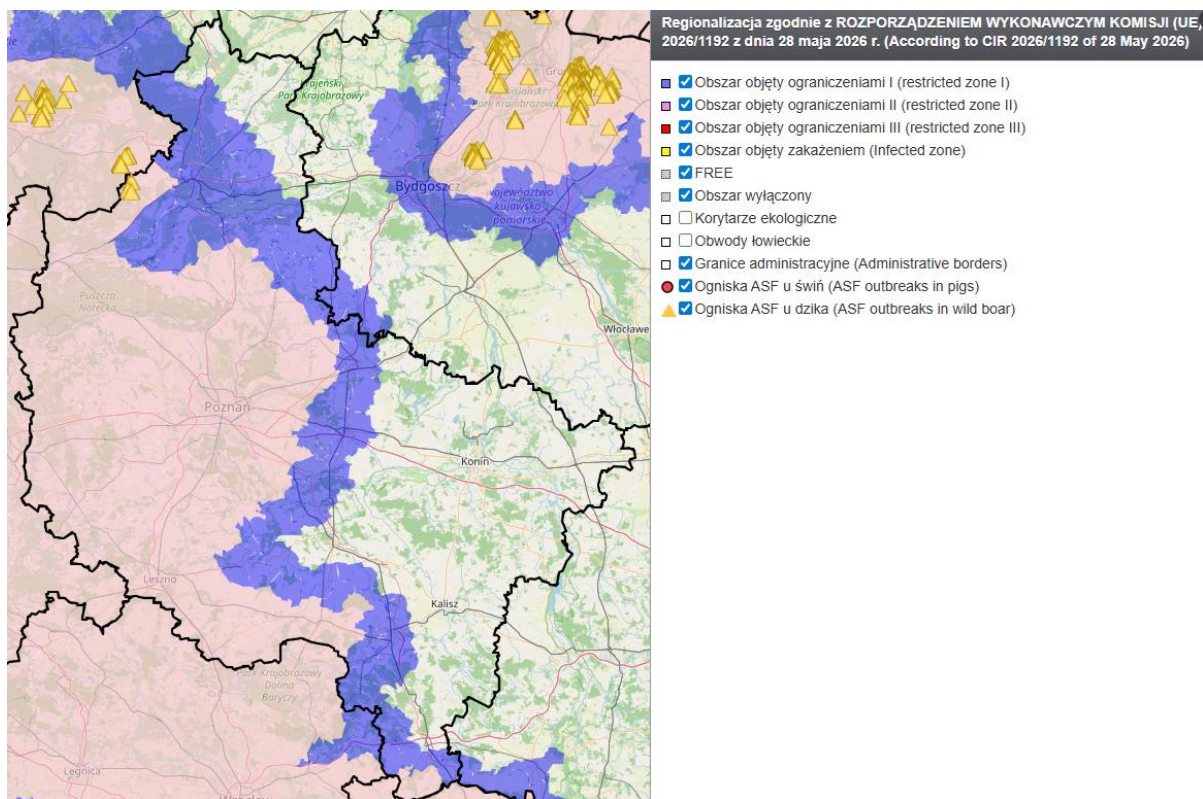 Regionalizacja zgodnie z ROZPORZĄDZENIEM WYKONAWCZYM KOMISJI (UE,
2026/1192 z dnia 28 maja 2026 r. (According to CIR 2026/1192 of 28 May 2026)
Obszar objęty ograniczeniami I (restricted zone I)
Obszar objęty ograniczeniami II (restricted zone II)
Obszar objęty ograniczeniami III (restricted zone III)
Obszar objęty zakażeniem (Infected zone)
FREE
Obszar wyłączony
Korytarze ekologiczne
Obwody łowieckie
Granice administracyjne (Administrative borders)
Ogniska ASF u świń (ASF outbreaks in pigs)
Ogniska ASF u dzika (ASF outbreaks in wild boar)
Krajeński
Park Krajobrazowy
Park Krajobrazowy
Bydgoszcz
województwo
kujawsko
pomorskie
Puszcza
Notecka
Włocławe
Poznań
Konin
Leszno
Kalisz
Park Krajobrazowy
Dolina
Baryczy
Legnica